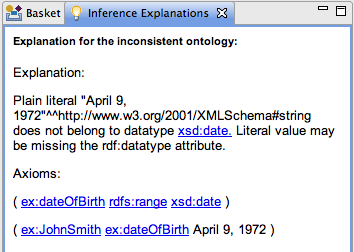 Basket Inference Explanations
Explanation for the inconsistent ontology:
Explanation:
Plain literal "April 9,
1972"^^http://www.w3.org/2001/XMLSchema#string
does not belong to datatype xsd:date. Literal value may
be missing the rdf:datatype attribute.
Axioms:
( ex:dateOfBirth rdfs:range xsd:date )
( ex:JohnSmith ex:dateOfBirth April 9, 1972 )